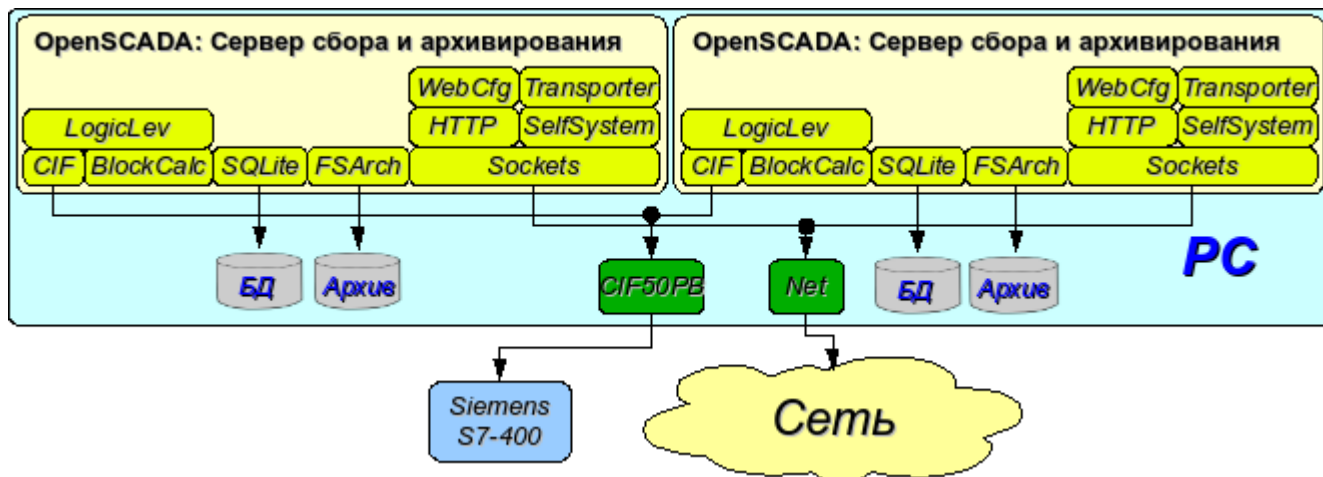 OpenSCADA: Сервер сбора и архивирования
WebCfg Transporter
LogicLev HTTP SelfSystem
CIF BlockCalc SQLite FSArch Sockets
OpenSCADA: Сервер сбора и архивирования
WebCfg Transporter
LogicLev HTTP SelfSystem
CIF BlockCalc SQLite FSArch Sockets
PC
БД Архив CIF50PB Net БД Архив
Siemens
S7-400
Сеть